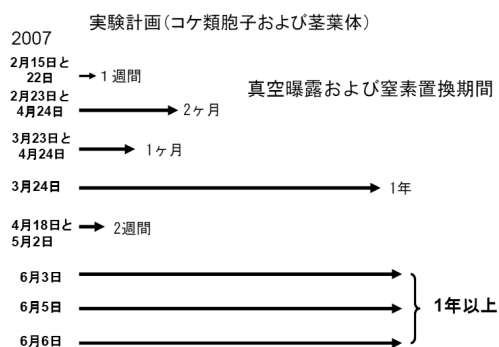 実験計画(コケ類胞子および茎葉体)
2007
2月15日と
22日
1週間
真空曝露および窒素置換期間
2月23日と
4月24日
2ヶ月
3月23日と
4月24日
1ヶ月
3月24日
1年
4月18日と
5月2日
2週間
6月3日
6月5日
1年以上
6月6日